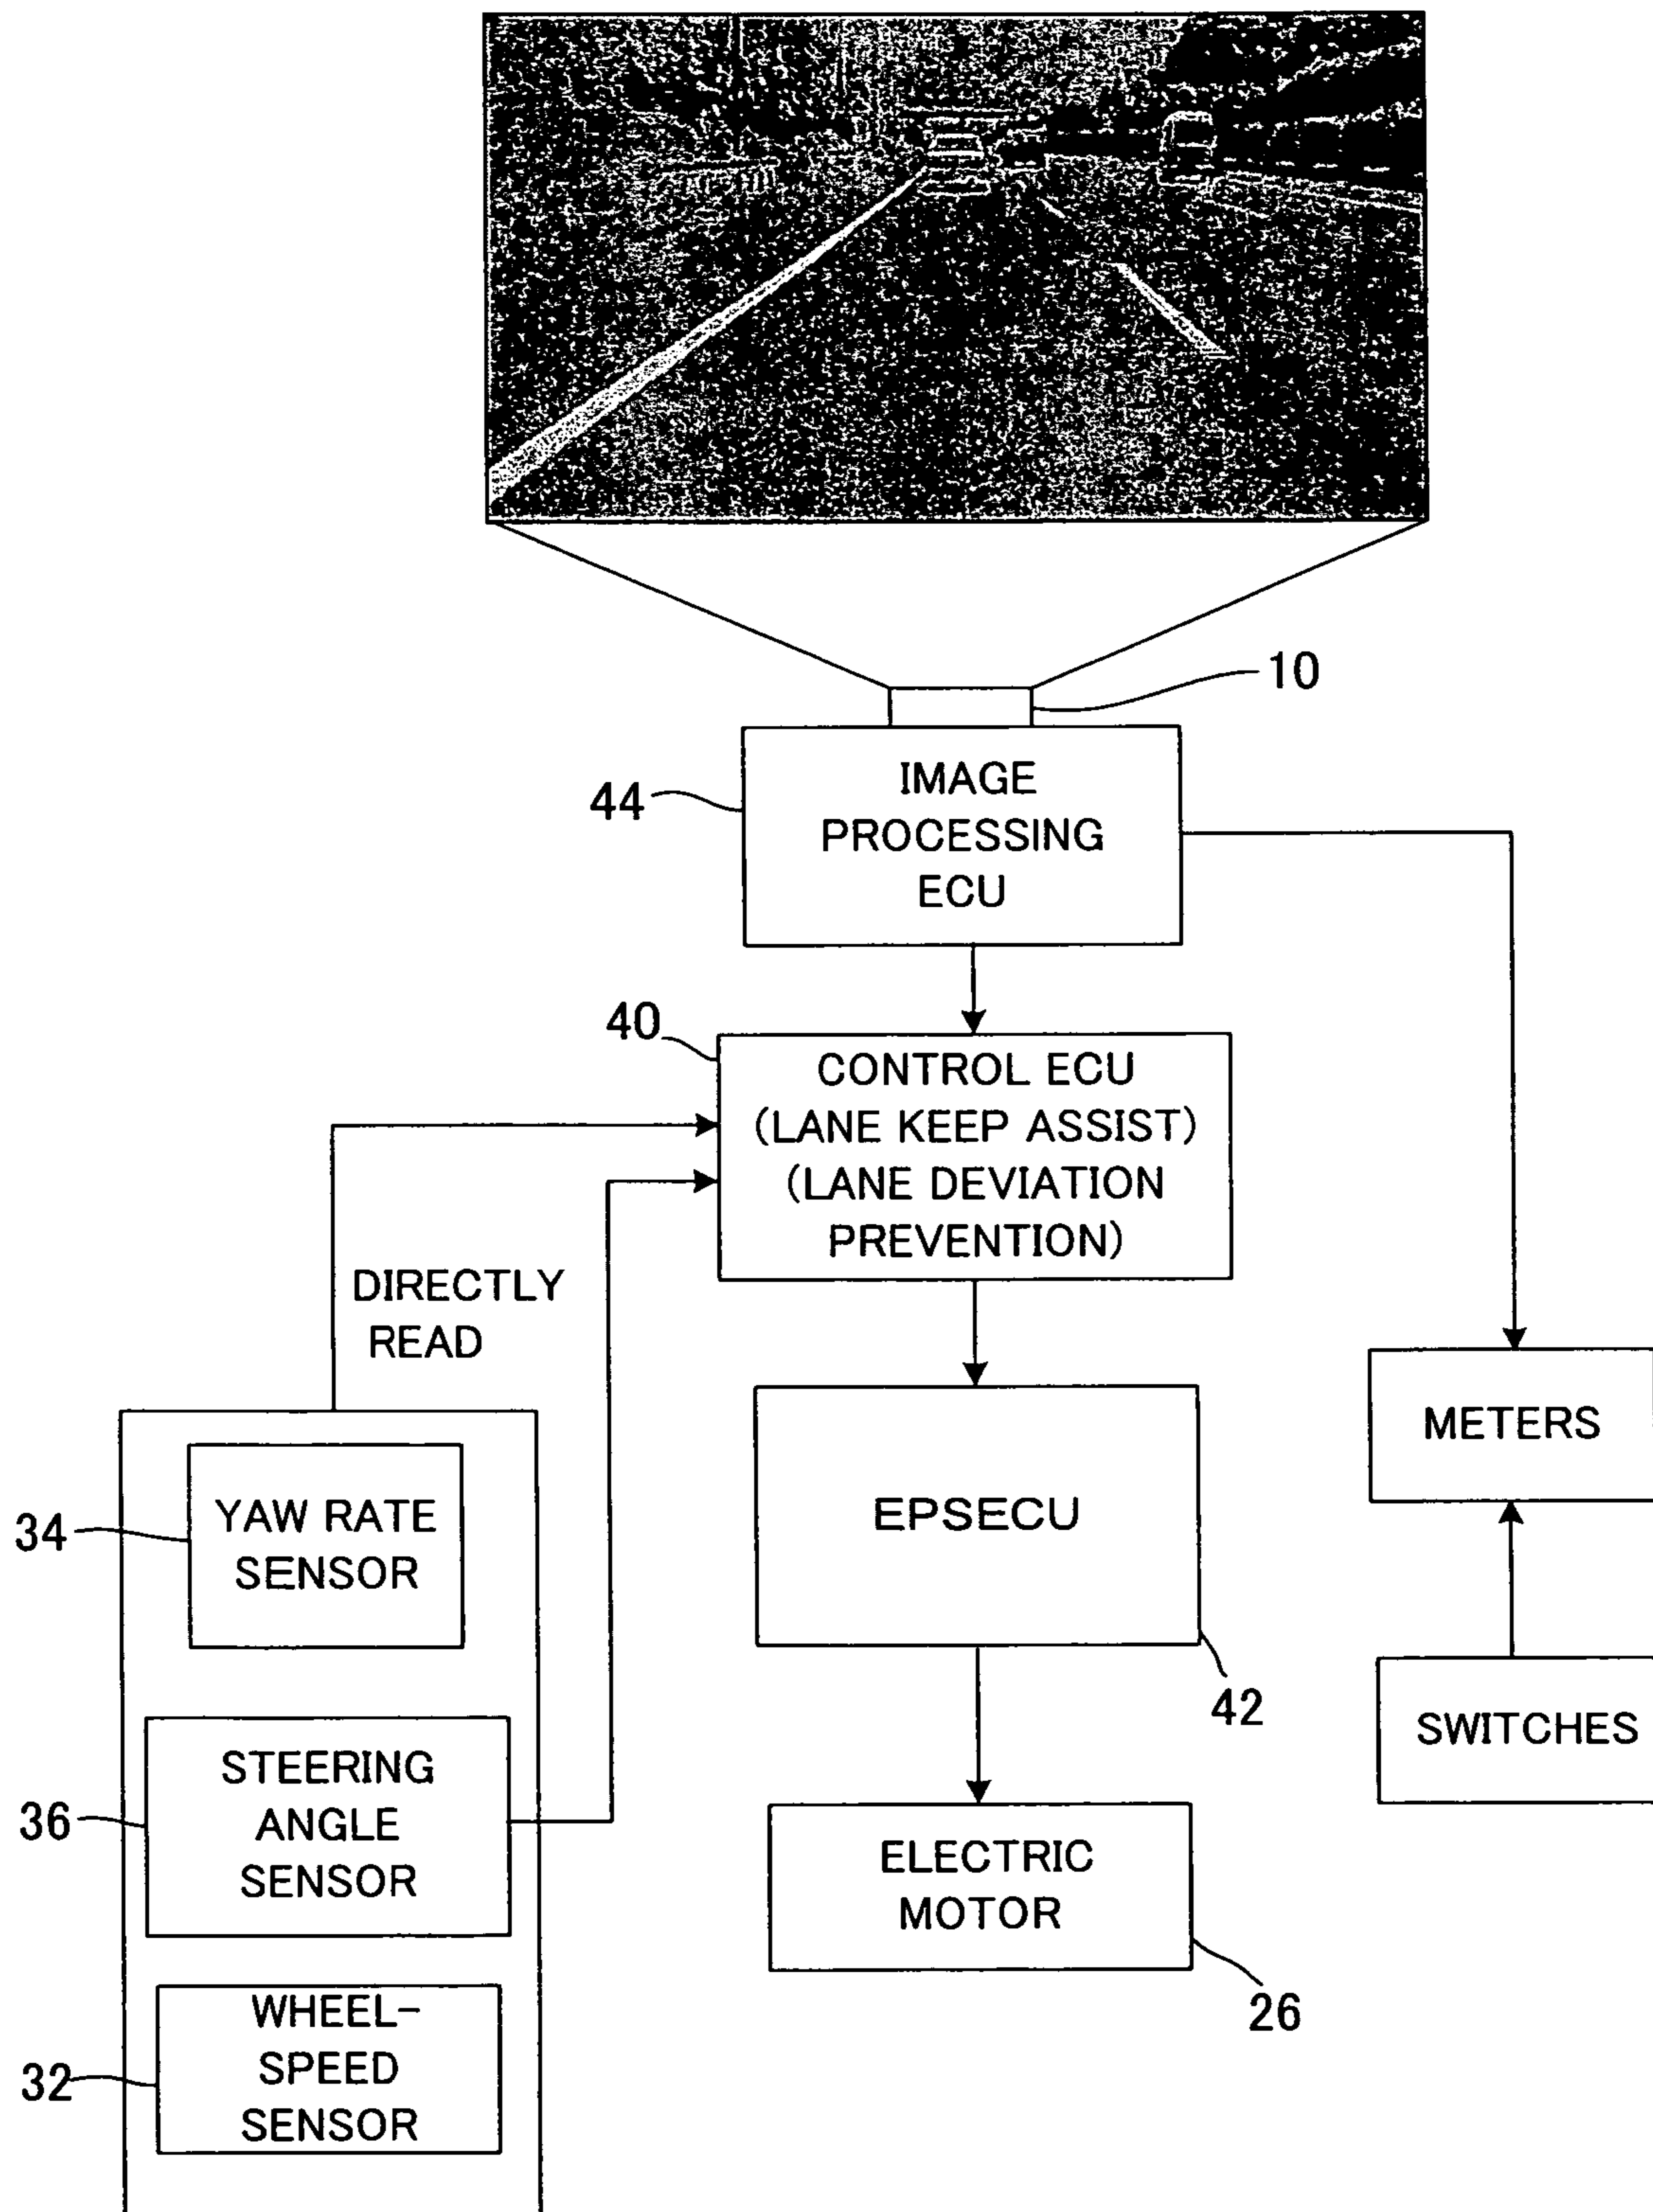 10
44
IMAGE
PROCESSING
ECU
40
CONTROL ECU
(LANE KEEP ASSIST)
(LANE DEVIATION
PREVENTION)
DIRECTLY
READ
METERS
34
YAW RATE
SENSOR
EPSECU
42
SWITCHES
36
STEERING
ANGLE
SENSOR
ELECTRIC
MOTOR
26
32
WHEEL-
SPEED
SENSOR